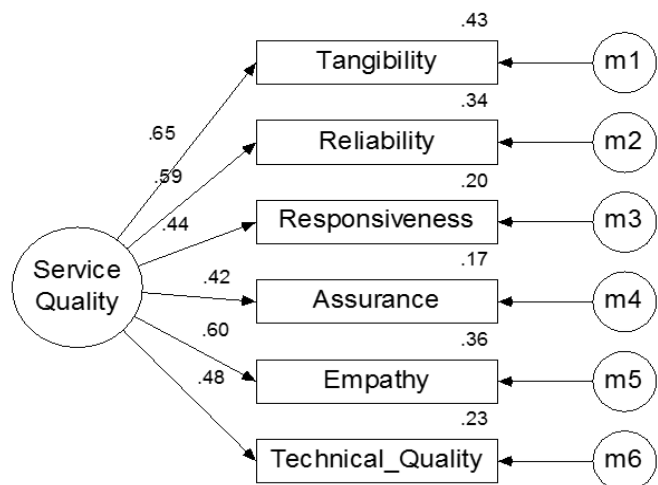 .43
Tangibility
m1
.65
.34
Reliability
m2
.59
.20
Responsiveness
m3
.44
.17
Service
Quality
.42
Assurance
m4
.36
.60
Empathy
m5
.48
.23
Technical_Quality
m6